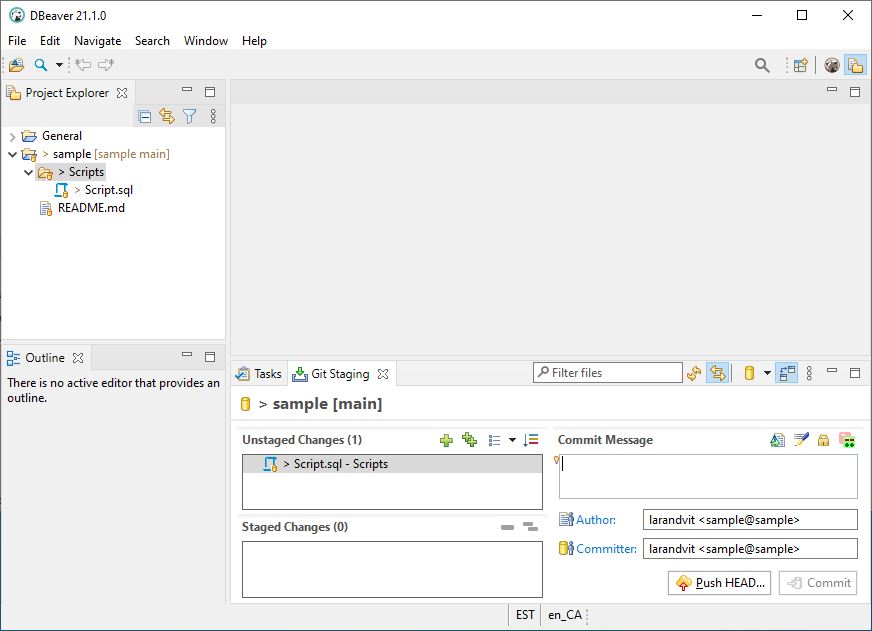 DBeaver 21.1.0
File Edit Navigate Search Window Help
Project Explorer
General
> sample [sample main]
> Scripts
> Script.sql
README.md
Outline
There is no active editor that provides an
outline.
Tasks Git Staging Filter files
> sample [main]
Unstaged Changes (1)
> Script.sql - Scripts
Staged Changes (0)
Commit Message
Author: larandvit <sample@sample>
Committer: larandvit <sample@sample>
Push HEAD... Commit
EST en_CA